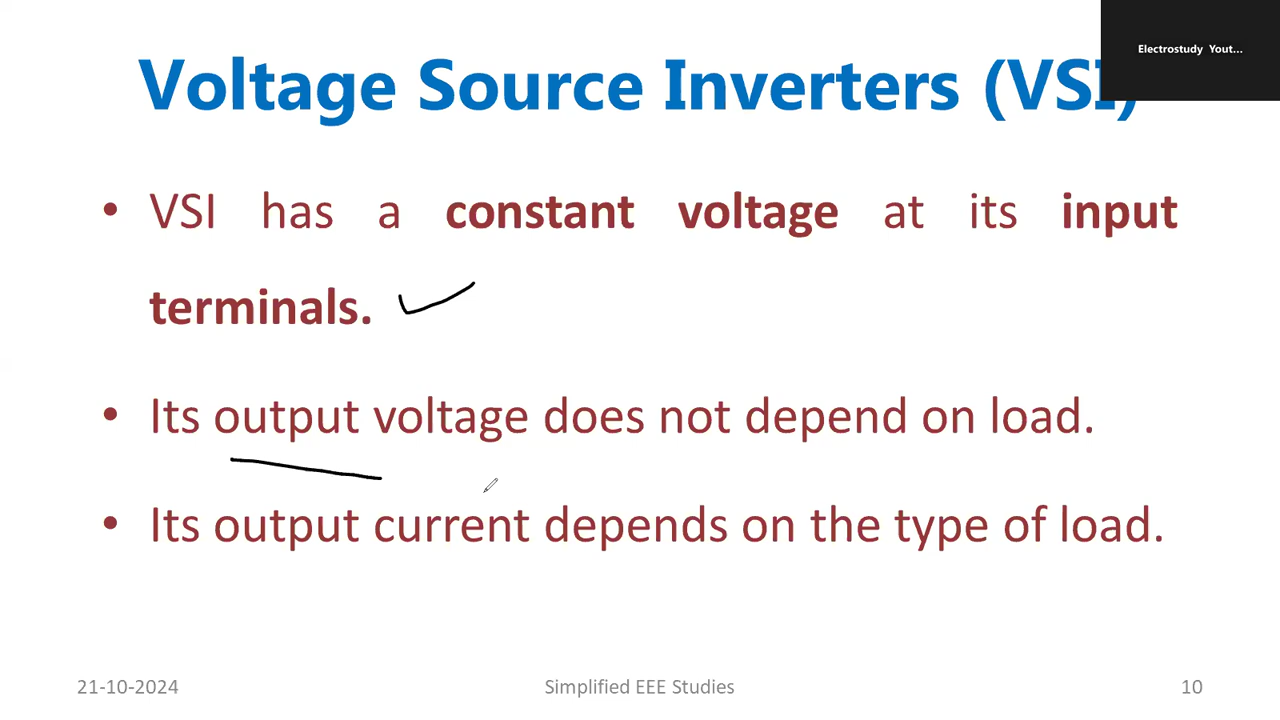 Electrostudy Yout...
Voltage Source Inverters (VSI)
• VSI has a constant voltage at its input
terminals.
• Its output voltage does not depend on load.
• Its output current depends on the type of load.
21-10-2024 Simplified EEE Studies 10